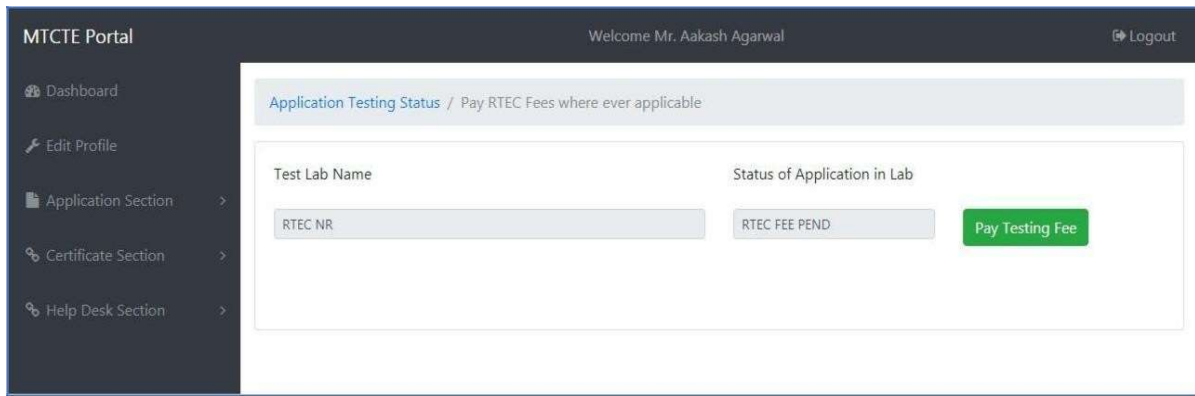 MTCTE Portal
Welcome Mr. Aakash Agarwal
Logout
Dashboard
Edit Profile
Application Section
Certificate Section
Help Desk Section
Application Testing Status / Pay RTEC Fees where ever applicable
Test Lab Name
Status of Application in Lab
RTEC NR
RTEC FEE PEND
Pay Testing Fee